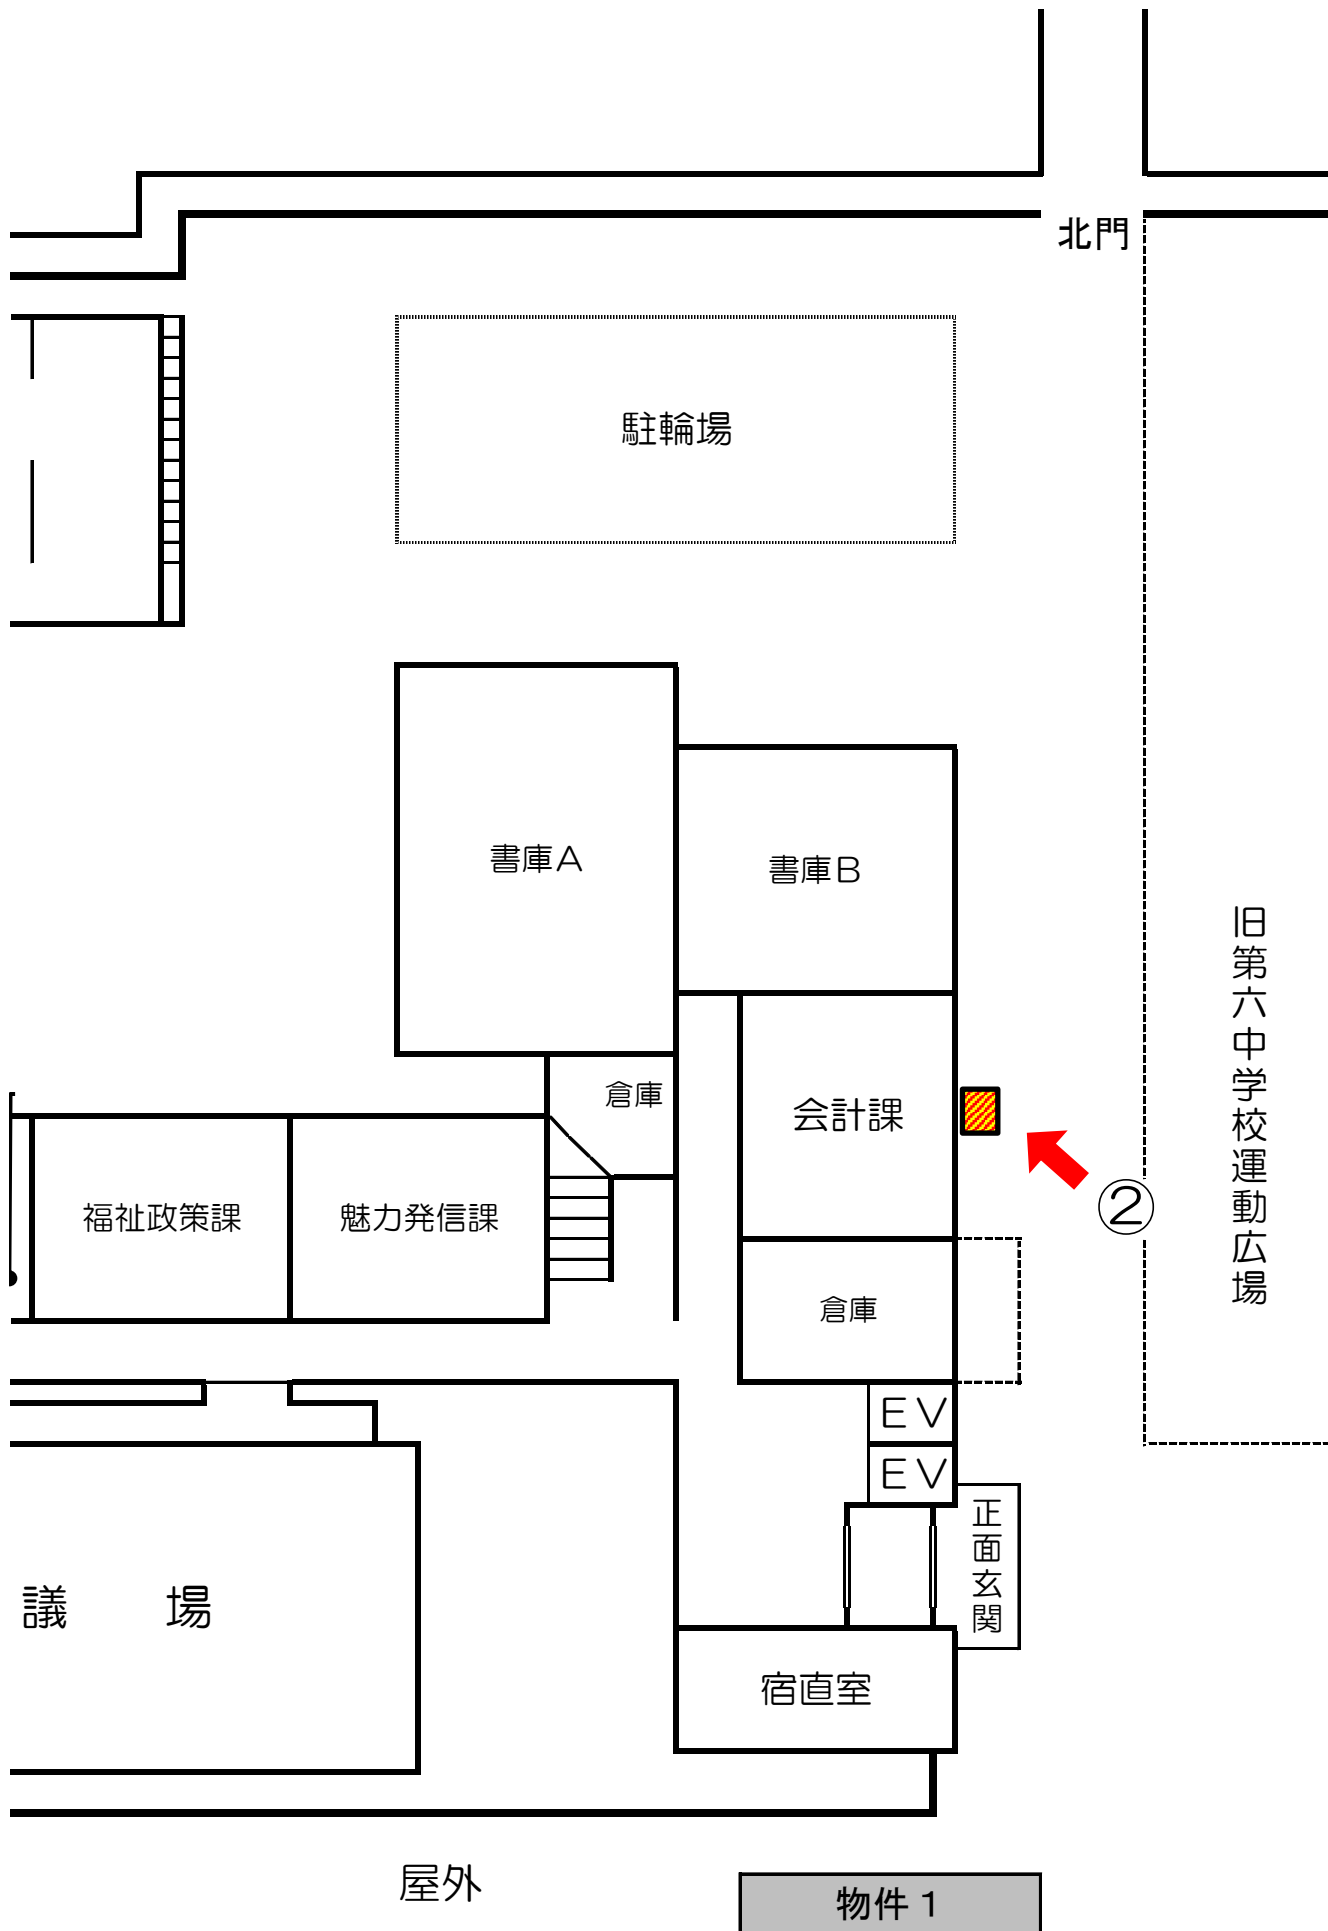 北門
駐輪場
書庫A
書庫B
旧第六中学校運動広場
倉庫
会計課
②
福祉政策課
魅力発信課
倉庫
EV
EV
正面玄関
議　場
宿直室
屋外
物件1